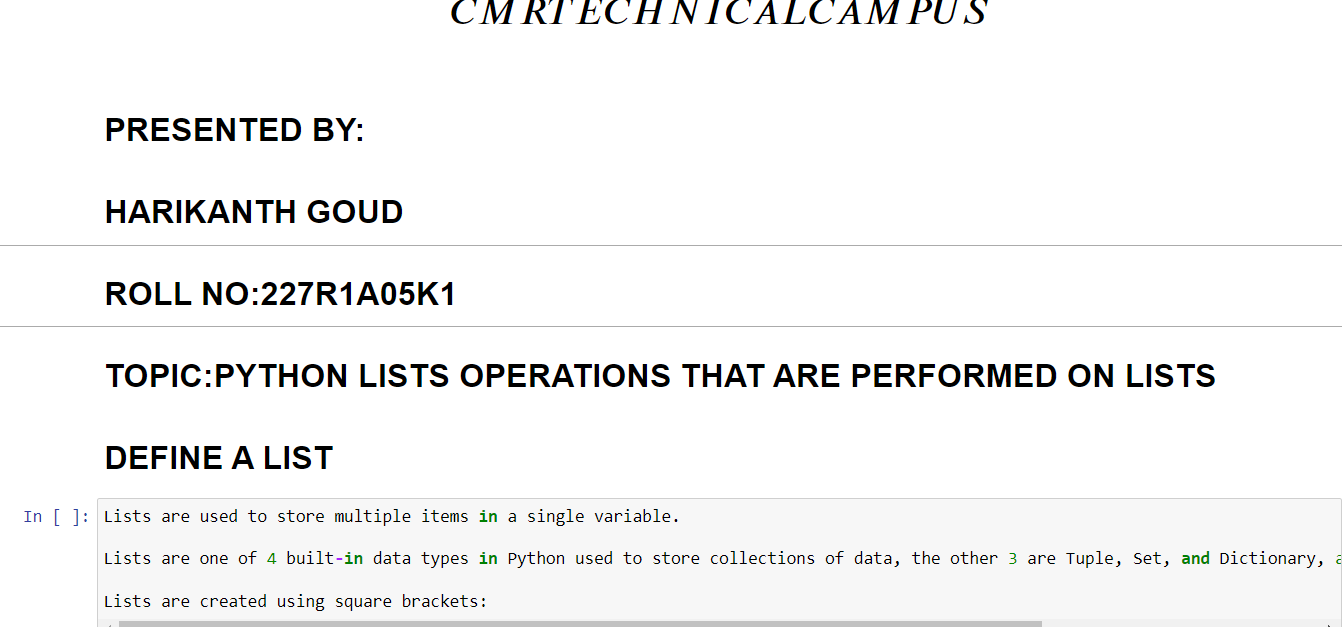 CMRTECHNICALCAMPUS
PRESENTED BY:
HARIKANTH GOUD
ROLL NO:227R1A05K1
TOPIC:PYTHON LISTS OPERATIONS THAT ARE PERFORMED ON LISTS
DEFINE A LIST
In [ ]: Lists are used to store multiple items in a single variable.
Lists are one of 4 built-in data types in Python used to store collections of data, the other 3 are Tuple, Set, and Dictionary,
Lists are created using square brackets: